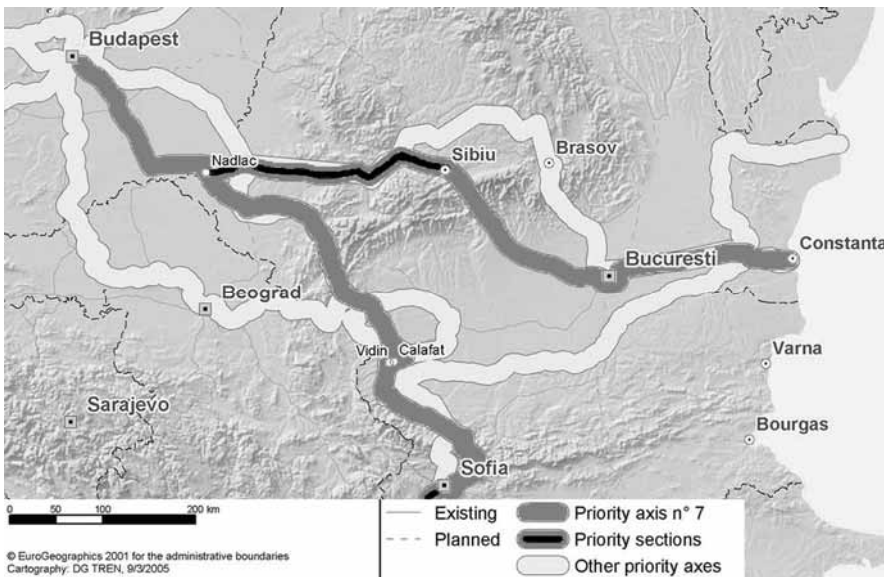 Budapest
Nadlac
Sibiu
Brasov
Bucuresti
Constanta
Beograd
Vidin
Calafat
Varna
Sarajevo
Bourgas
Sofia
0 50 100 200 km
© EuroGeographics 2001 for the administrative boundaries
Cartography: DG TREN, 9/3/2005
Existing
Planned
Priority axis n° 7
Priority sections
Other priority axes